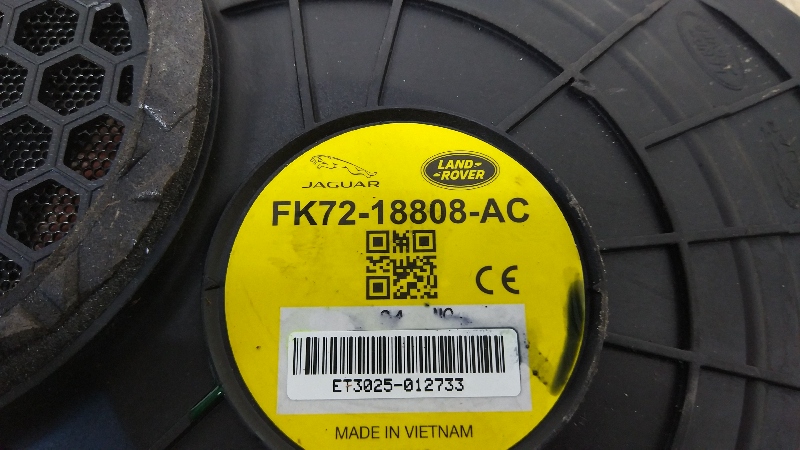 JAGUAR
LAND-
-ROVER
FK72-18808-AC
CE
ET3025-012733
MADE IN VIETNAM